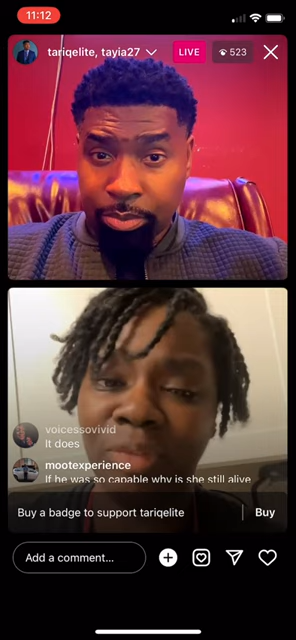 11:12
tariqelite, tayia27
LIVE
523
voicessovivid
It does
mootexperience
If he was so capable why is she still alive
Buy a badge to support tariqelite
Buy
Add a comment...